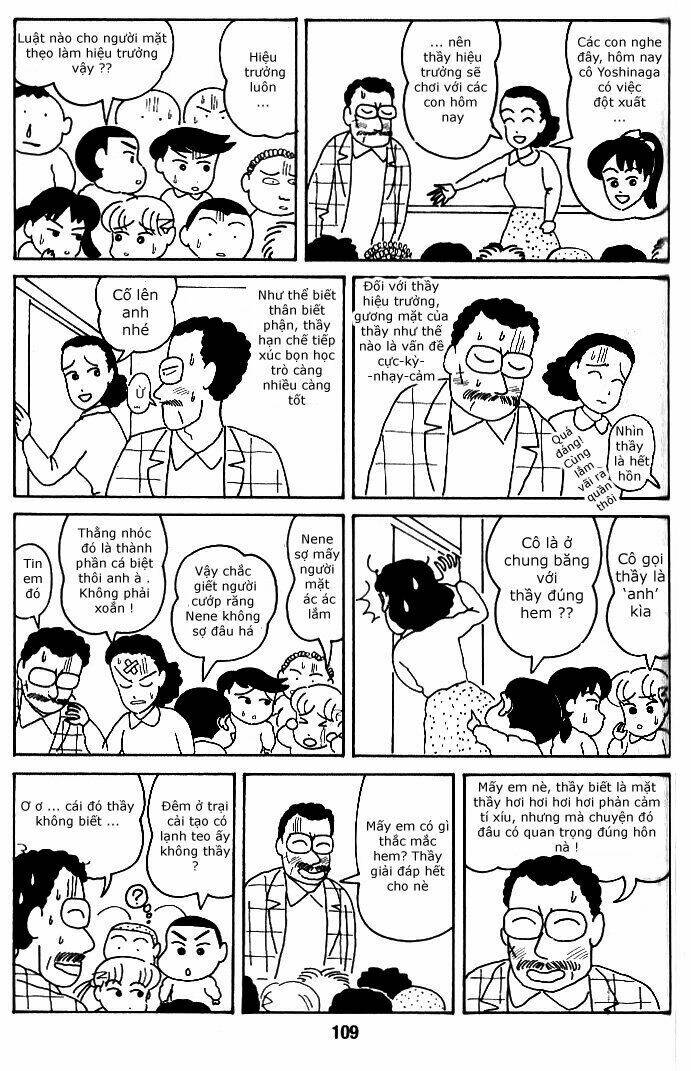 Các con nghe
đây, hôm nay
cô Yoshinaga
có việc
đột xuất
...
... nên
thầy hiệu
trưởng sẽ
chơi với các
con hôm
nay
Hiệu
trưởng
luôn
...
Luật nào cho người mặt
thẹo làm hiệu trưởng
vậy ??
Đối với thầy
hiệu trưởng,
gương mặt của
thầy như thế
nào là vấn đề
cực-kỳ-
-nhạy-cảm
Nhìn
thầy
là hết
hồn
Quá
đáng!
Cùng
lắm
vãi ra
quần
thôi
Như thể biết
thân biết
phận, thầy
hạn chế tiếp
xúc bọn học
trò càng
nhiều càng
tốt
Cố lên
anh
nhé
Ừ
Cô gọi
thầy là
‘anh’
kìa
Cô là ở
chung băng
với
thầy đúng
hem ??
Nene
sợ mấy
người
mặt
ác ác
lắm
Vậy chắc
giết người
cướp răng
Nene không
sợ đâu há
Thằng nhóc
đó là thành
phần cá biệt
thôi anh à .
Không phải
xoắn !
Tin
em
đó
Mấy em nè, thầy biết là mặt
thầy hơi hơi hơi hơi phản cảm
tí xíu, nhưng mà chuyện đó
đâu có quan trọng đúng hôn
nà !
Mấy em có gì
thắc mắc
hem? Thầy
giải đáp hết
cho nè
Đêm ở trại
cải tạo có
lạnh teo ấy
không thầy
?
?
Ơ ơ ... cái đó thầy
không biết ...
109